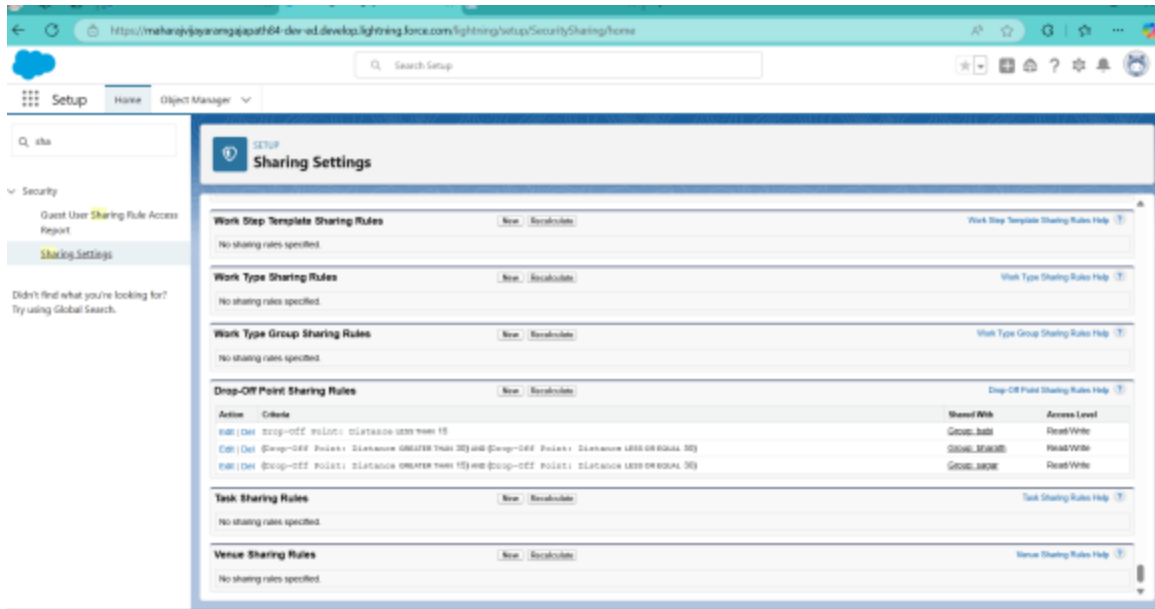 https://maharajvijayaramgajapath84-dev-ed.develop.lightning.force.com/lightning/setup/SecuritySharing/home
Search Setup
Setup Home Object Manager
sha
SETUP
Sharing Settings
Security
Guest User Sharing Rule Access
Report
Sharing Settings
Didn't find what you're looking for?
Try using Global Search.
Work Step Template Sharing Rules New Recalculate Work Step Template Sharing Rules Help ?
No sharing rules specified.
Work Type Sharing Rules New Recalculate Work Type Sharing Rules Help ?
No sharing rules specified.
Work Type Group Sharing Rules New Recalculate Work Type Group Sharing Rules Help ?
No sharing rules specified.
Drop-Off Point Sharing Rules New Recalculate Drop-Off Point Sharing Rules Help ?
Action Criteria Shared With Access Level
Edit | Del Drop-Off Point: Distance LESS THAN 15 Group: babi Read/Write
Edit | Del (Drop-Off Point: Distance GREATER THAN 30) AND (Drop-Off Point: Distance LESS OR EQUAL 50) Group: bharath Read/Write
Edit | Del (Drop-Off Point: Distance GREATER THAN 15) AND (Drop-Off Point: Distance LESS OR EQUAL 30) Group: sagar Read/Write
Task Sharing Rules New Recalculate Task Sharing Rules Help ?
No sharing rules specified.
Venue Sharing Rules New Recalculate Venue Sharing Rules Help ?
No sharing rules specified.